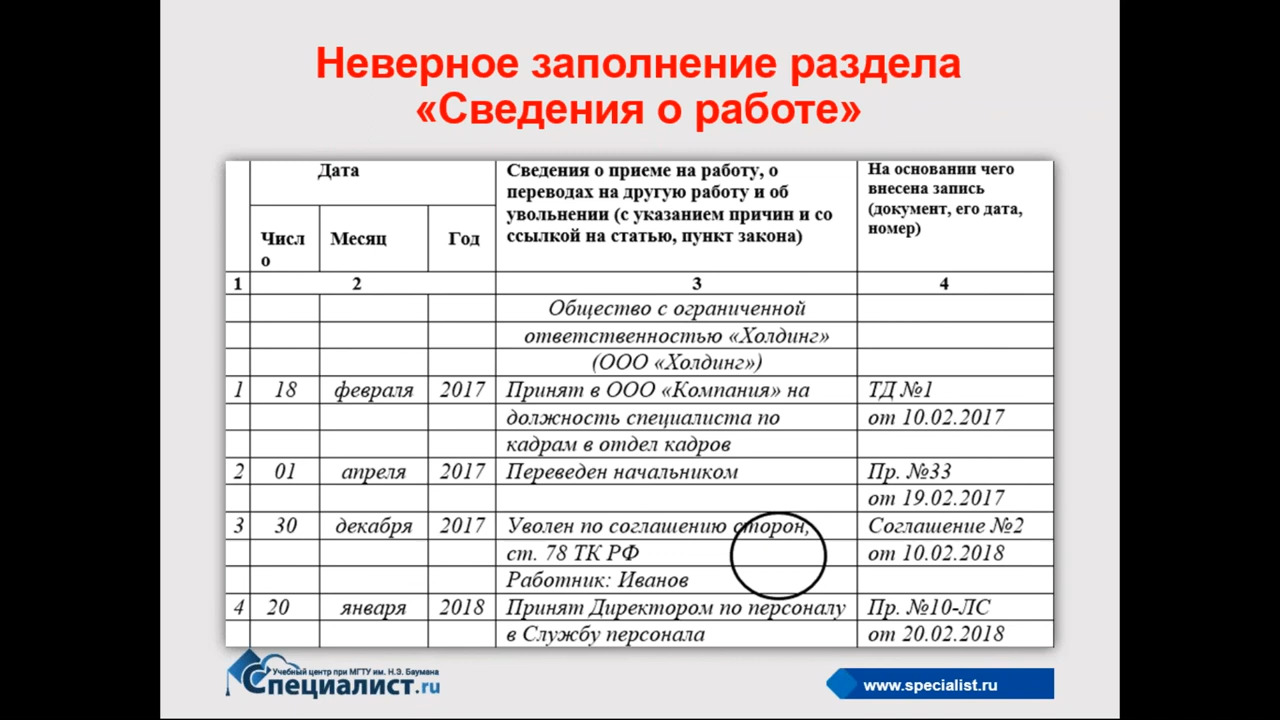 Неверное заполнение раздела
«Сведения о работе»
Дата
Сведения о приеме на работу, о
переводах на другую работу и об
увольнении (с указанием причин и со
ссылкой на статью, пункт закона)
На основании чего
внесена запись
(документ, его дата,
номер)
Числ
о
Месяц
Год
1 2 3 4
Общество с ограниченной
ответственностью «Холдинг»
(ООО «Холдинг»)
1 18 февраля 2017 Принят в ООО «Компания» на ТД №1
должность специалиста по от 10.02.2017
кадрам в отдел кадров
2 01 апреля 2017 Переведен начальником Пр. №33
от 19.02.2017
3 30 декабря 2017 Уволен по соглашению сторон, Соглашение №2
ст. 78 ТК РФ от 10.02.2018
Работник: Иванов
4 20 января 2018 Принят Директором по персоналу Пр. №10-ЛС
в Службу персонала от 20.02.2018
Учебный центр при МГТУ им. Н.Э. Баумана
Специалист.ru
www.specialist.ru